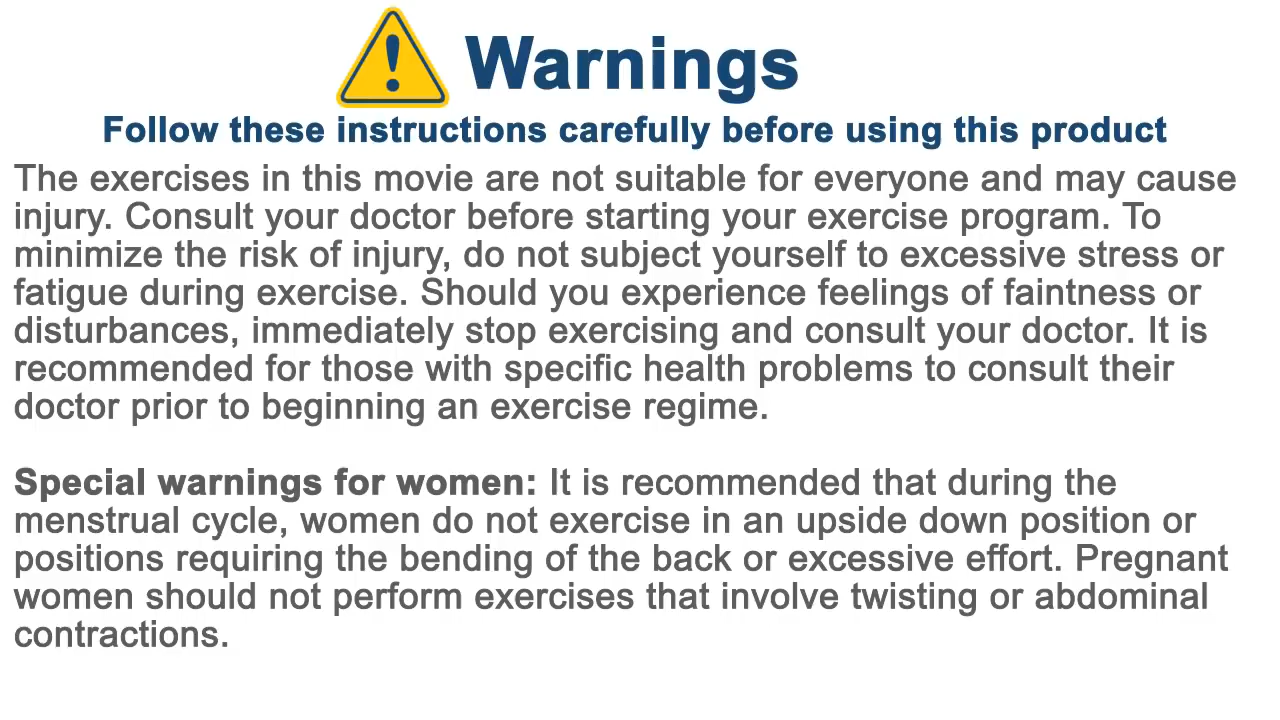 Warnings
Follow these instructions carefully before using this product
The exercises in this movie are not suitable for everyone and may cause
injury. Consult your doctor before starting your exercise program. To
minimize the risk of injury, do not subject yourself to excessive stress or
fatigue during exercise. Should you experience feelings of faintness or
disturbances, immediately stop exercising and consult your doctor. It is
recommended for those with specific health problems to consult their
doctor prior to beginning an exercise regime.
Special warnings for women: It is recommended that during the
menstrual cycle, women do not exercise in an upside down position or
positions requiring the bending of the back or excessive effort. Pregnant
women should not perform exercises that involve twisting or abdominal
contractions.